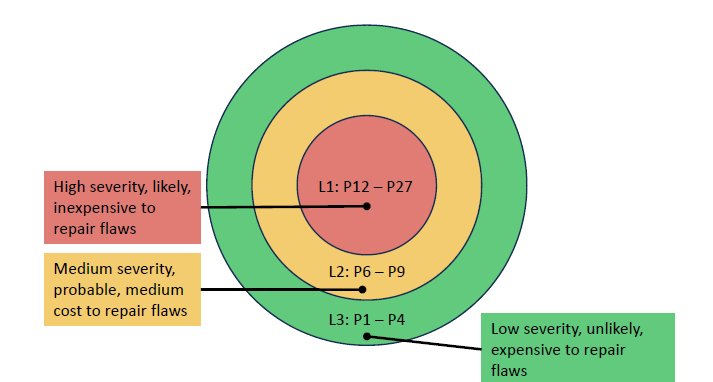 High severity, likely,
inexpensive to
repair flaws
L1: P12 – P27
Medium severity,
probable, medium
cost to repair flaws
L2: P6 – P9
L3: P1 – P4
Low severity, unlikely,
expensive to repair
flaws